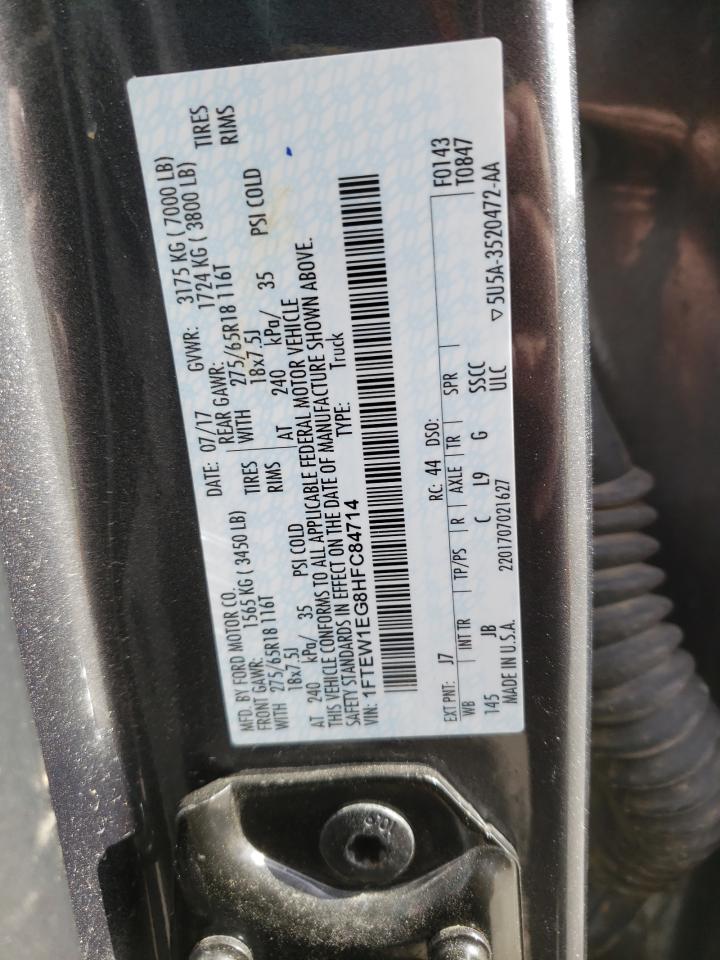 MFD. BY FORD MOTOR CO.
DATE: 07/17 GVWR: 3175 KG ( 7000 LB)
FRONT GAWR: 1565 KG ( 3450 LB) REAR GAWR: 1724 KG ( 3800 LB)
WITH 275/65R18 116T TIRES WITH 275/65R18 116T TIRES
18x7.5J RIMS 18x7.5J RIMS
AT 240 kPa/ 35 PSI COLD AT 240 kPa/ 35 PSI COLD
THIS VEHICLE CONFORMS TO ALL APPLICABLE FEDERAL MOTOR VEHICLE
SAFETY STANDARDS IN EFFECT ON THE DATE OF MANUFACTURE SHOWN ABOVE.
VIN: 1FTEW1EG8HFC84714 TYPE: Truck
F0143
EXT PNT: J7 RC: 44 DSO: T0847
WB INT TR TP/PS R AXLE TR SPR
145 JB C L9 G SSCC
MADE IN U.S.A. 2201707021627 ULC ▽5U5A-3520472-AA